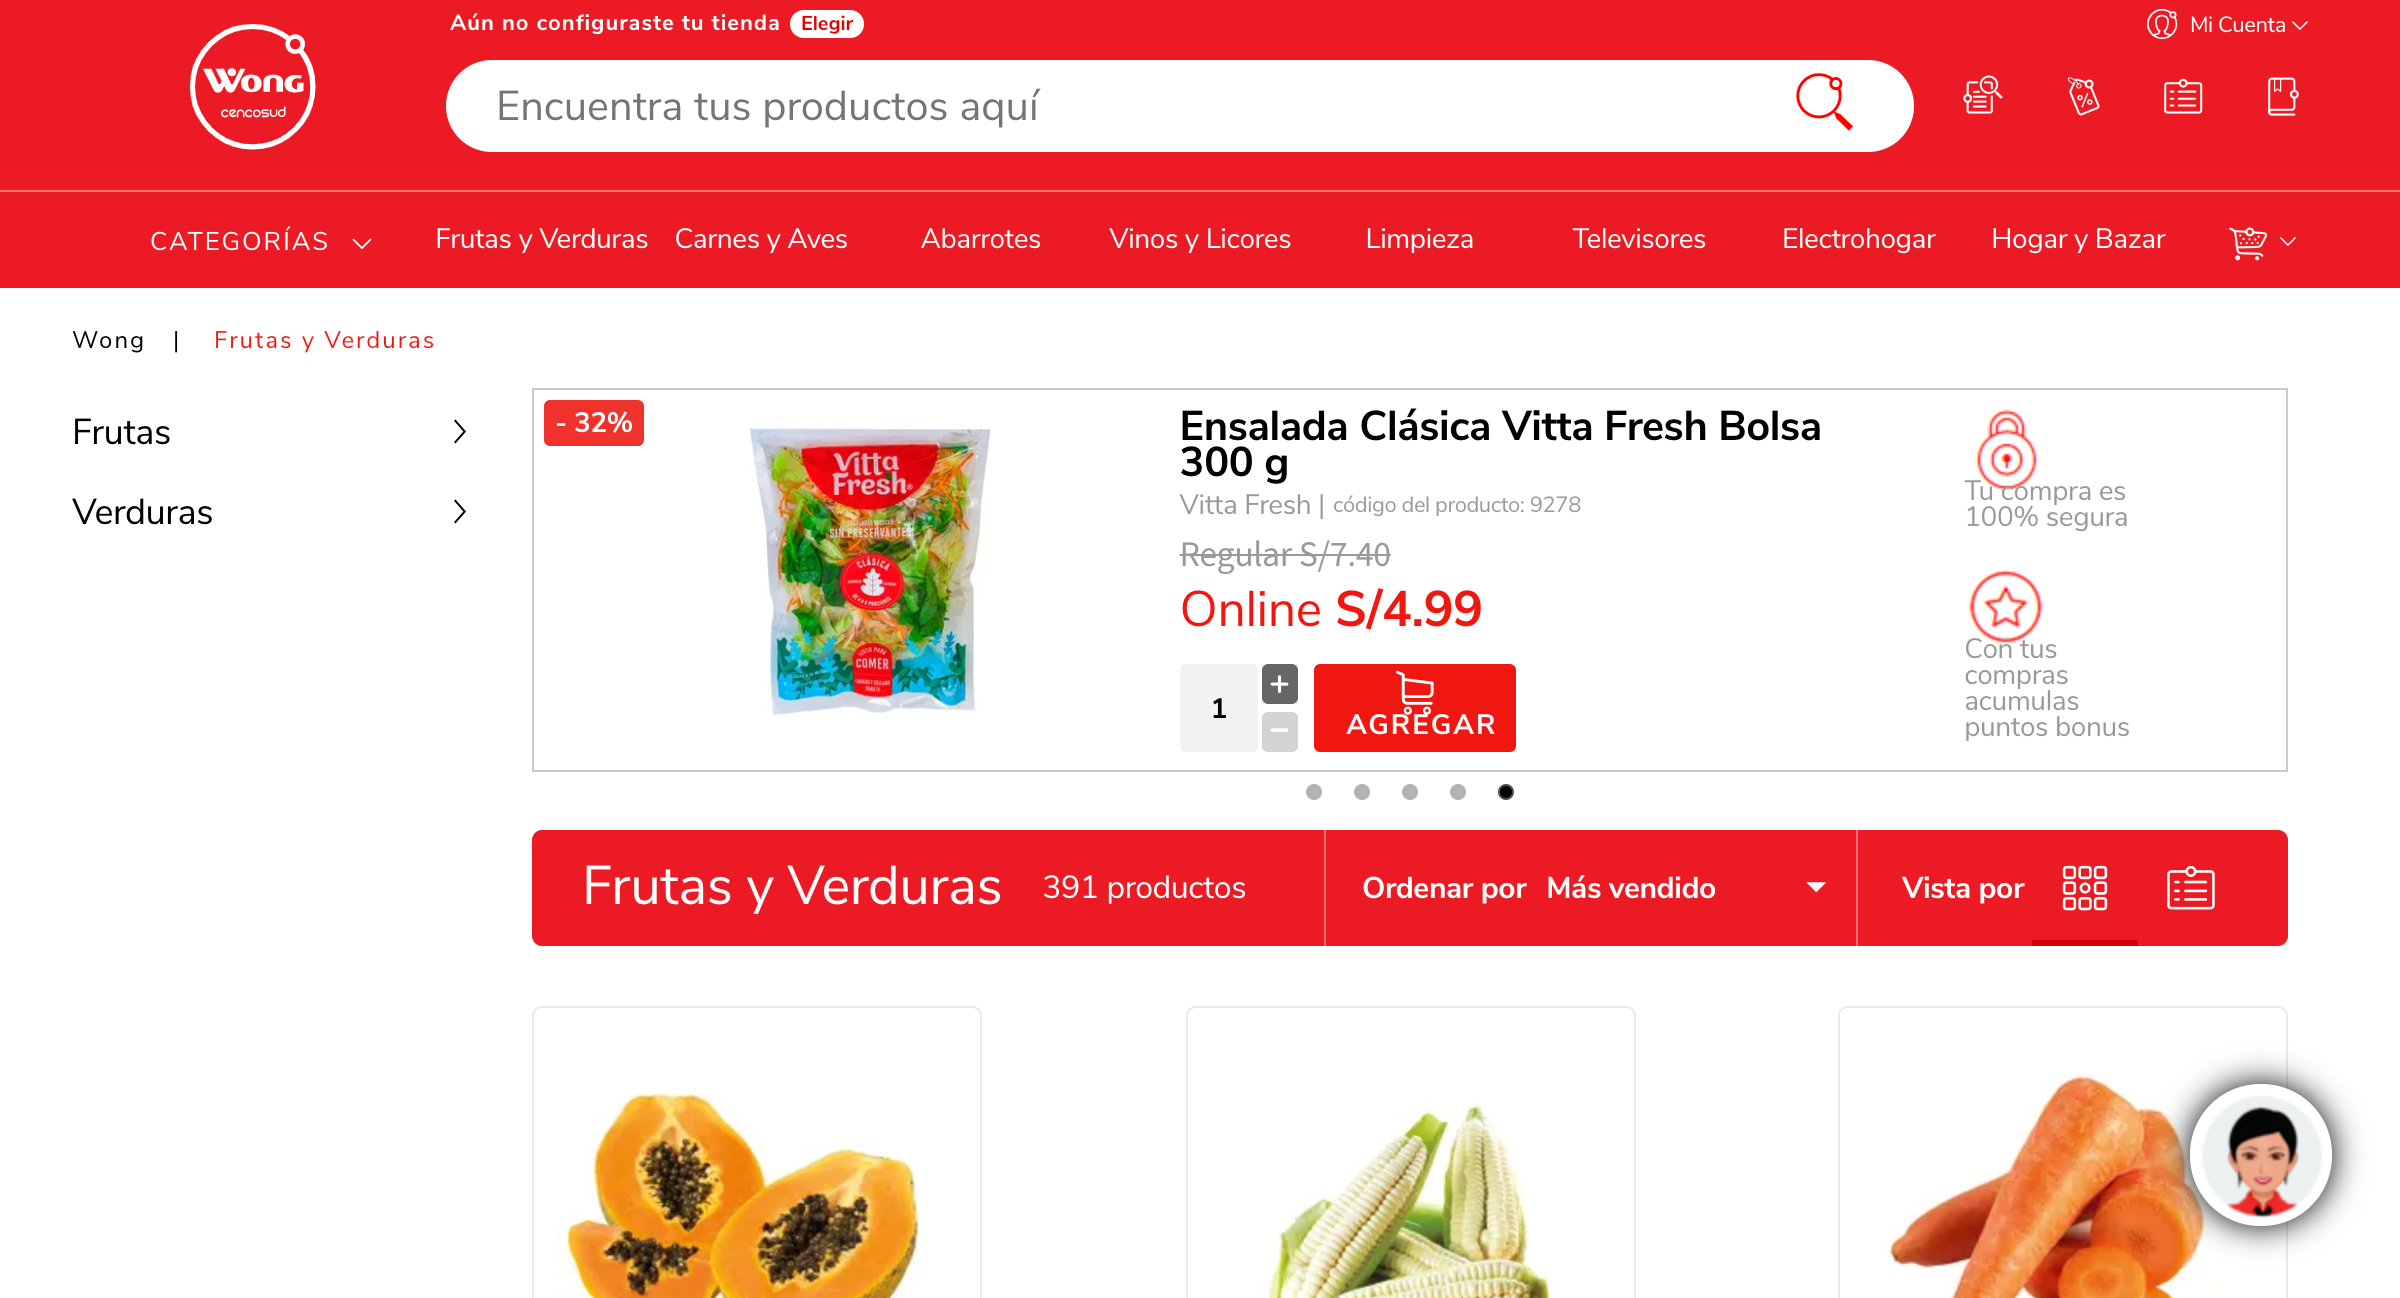 Aún no configuraste tu tienda Elegir
Mi Cuenta
Wong
cencosud
Encuentra tus productos aquí
CATEGORÍAS
Frutas y Verduras
Carnes y Aves
Abarrotes
Vinos y Licores
Limpieza
Televisores
Electrohogar
Hogar y Bazar
Wong | Frutas y Verduras
Frutas
Verduras
- 32%
Vitta
Fresh
SIN PRESERVANTES
CLÁSICA
LISTO PARA
COMER
Ensalada Clásica Vitta Fresh Bolsa
300 g
Vitta Fresh | código del producto: 9278
Regular S/7.40
Online S/4.99
1
+
−
AGREGAR
Tu compra es
100% segura
Con tus
compras
acumulas
puntos bonus
Frutas y Verduras 391 productos
Ordenar por Más vendido
Vista por